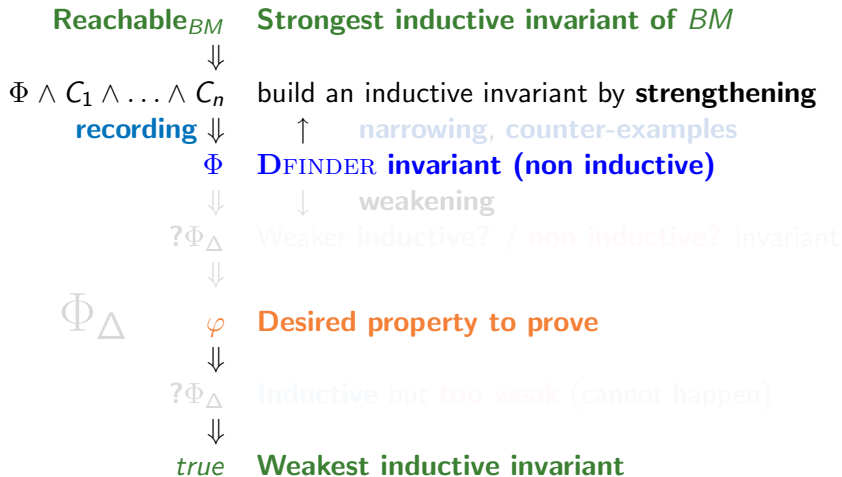 Reachable_BM Strongest inductive invariant of BM
⇓
Φ ∧ C₁ ∧ … ∧ Cₙ build an inductive invariant by strengthening
recording ⇓ ↑ narrowing, counter-examples
Φ DFINDER invariant (non inductive)
⇓ ↓ weakening
?Φ_Δ Weaker inductive? / non inductive? invariant
⇓
Φ_Δ
φ Desired property to prove
⇓
?Φ_Δ Inductive but too weak (cannot happen)
⇓
true Weakest inductive invariant